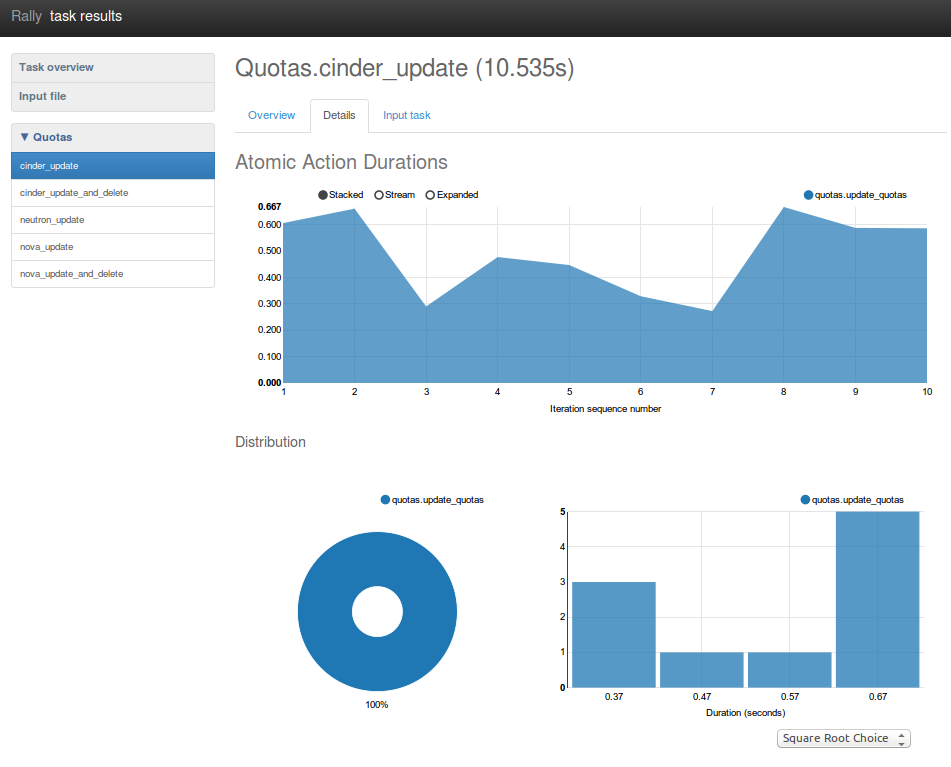 Rally task results
Task overview
Input file
▼ Quotas
cinder_update
cinder_update_and_delete
neutron_update
nova_update
nova_update_and_delete
Quotas.cinder_update (10.535s)
Overview Details Input task
Atomic Action Durations
Stacked Stream Expanded quotas.update_quotas
0.667
0.600
0.500
0.400
0.300
0.200
0.100
0.000
1 2 3 4 5 6 7 8 9 10
Iteration sequence number
Distribution
quotas.update_quotas
100%
quotas.update_quotas
5
4
3
2
1
0
0.37 0.47 0.57 0.67
Duration (seconds)
Square Root Choice